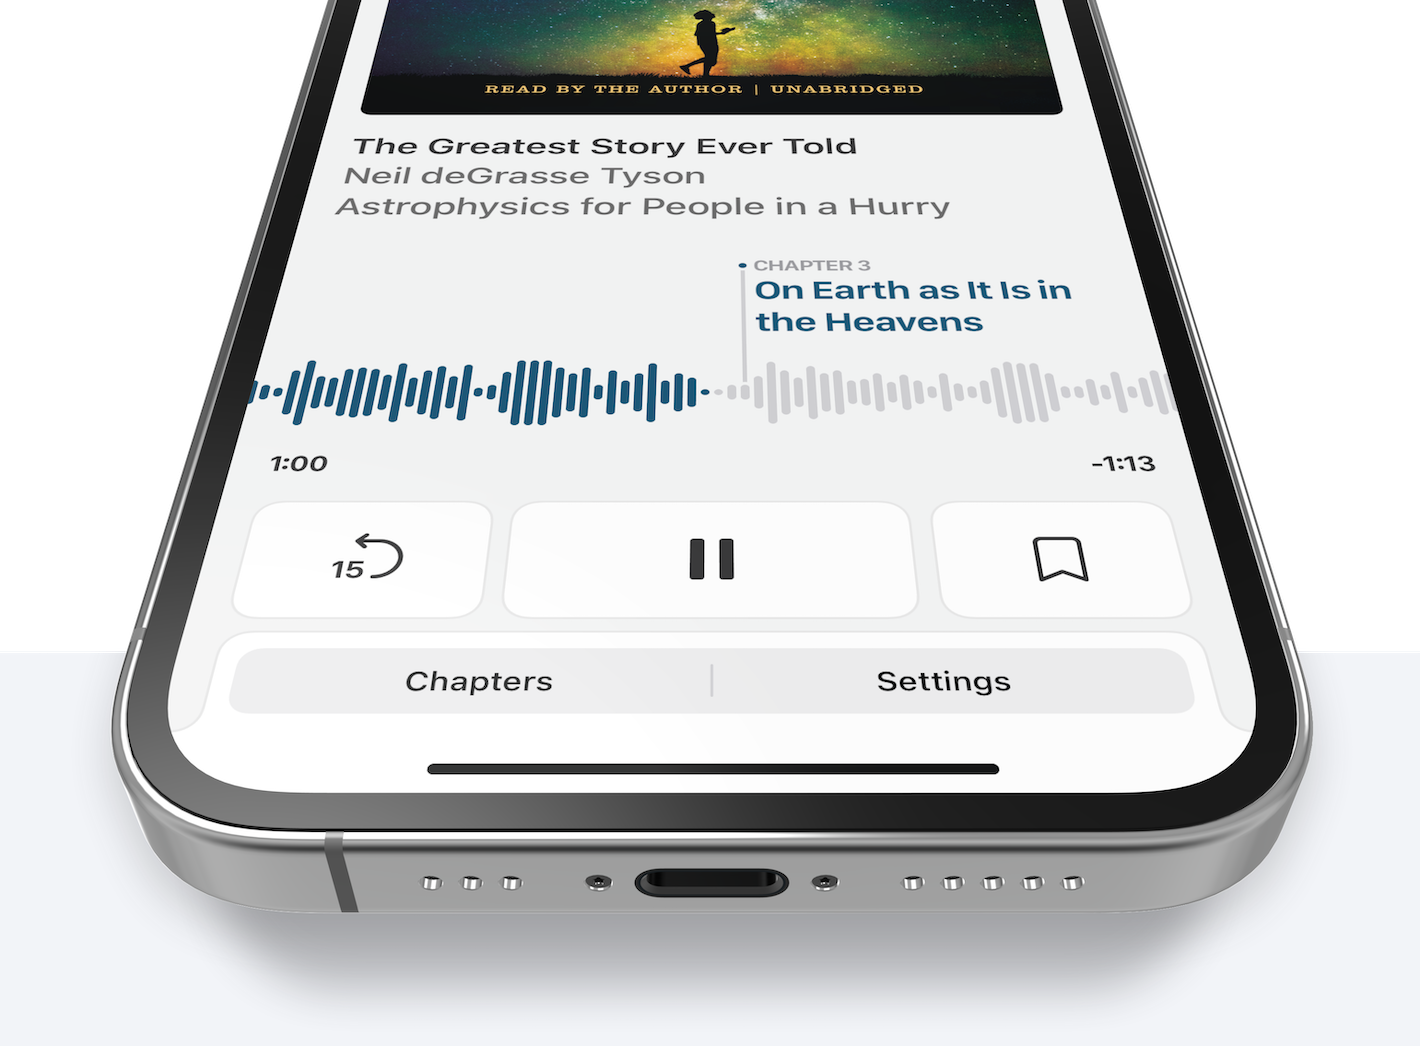 READ BY THE AUTHOR | UNABRIDGED
The Greatest Story Ever Told
Neil deGrasse Tyson
Astrophysics for People in a Hurry
CHAPTER 3
On Earth as It Is in
the Heavens
1:00
-1:13
15
Chapters
Settings